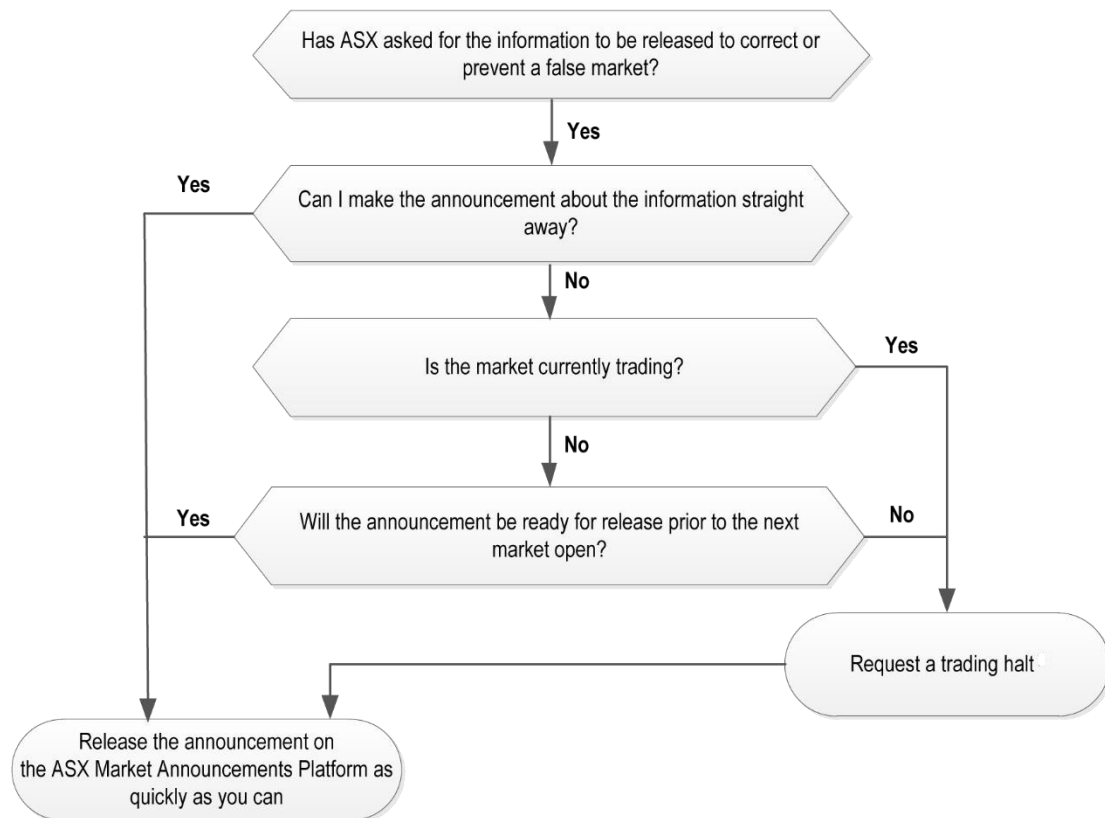 Has ASX asked for the information to be released to correct or
prevent a false market?
Yes
Yes
Can I make the announcement about the information straight
away?
No
Is the market currently trading?
Yes
No
Yes
Will the announcement be ready for release prior to the next
market open?
No
Request a trading halt
Release the announcement on
the ASX Market Announcements Platform as
quickly as you can